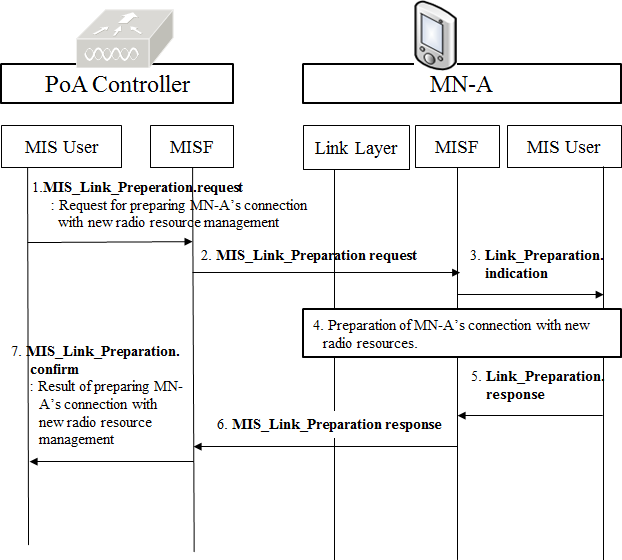 PoA Controller
MN-A
MIS User
MISF
Link Layer
MISF
MIS User
1.MIS_Link_Preperation.request
: Request for preparing MN-A's connection
with new radio resource management
2. MIS_Link_Preparation request
3. Link_Preparation.
indication
4. Preparation of MN-A's connection with new
radio resources.
5. Link_Preparation.
response
6. MIS_Link_Preparation response
7. MIS_Link_Preparation.
confirm
: Result of preparing MN-
A's connection with
new radio resource
management